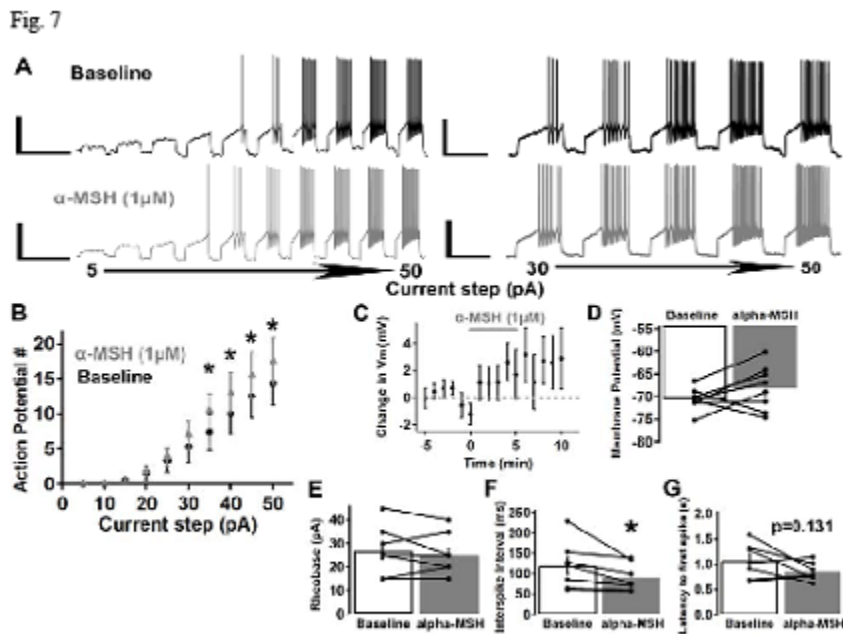 Fig. 7
A
Baseline
α-MSH (1μM)
5
50
30
50
Current step (pA)
B
α-MSH (1μM)
Baseline
Action Potential #
20
15
10
5
0
0
10
20
30
40
50
Current step (pA)
* * * *
C
α-MSH (1μM)
Change in Vm(mV)
4
2
0
-2
-5
0
5
10
Time (min)
D
Baseline
alpha-MSH
Membrane Potential (mV)
-55
-60
-65
-70
-75
-80
E
Rheobase (pA)
40
30
20
10
0
Baseline
alpha-MSH
F
*
Interspike Interval (ms)
250
200
150
100
50
0
Baseline
alpha-MSH
G
p=0.131
Latency to first spike (s)
2.0
1.5
1.0
0.5
0.0
Baseline
alpha-MSH